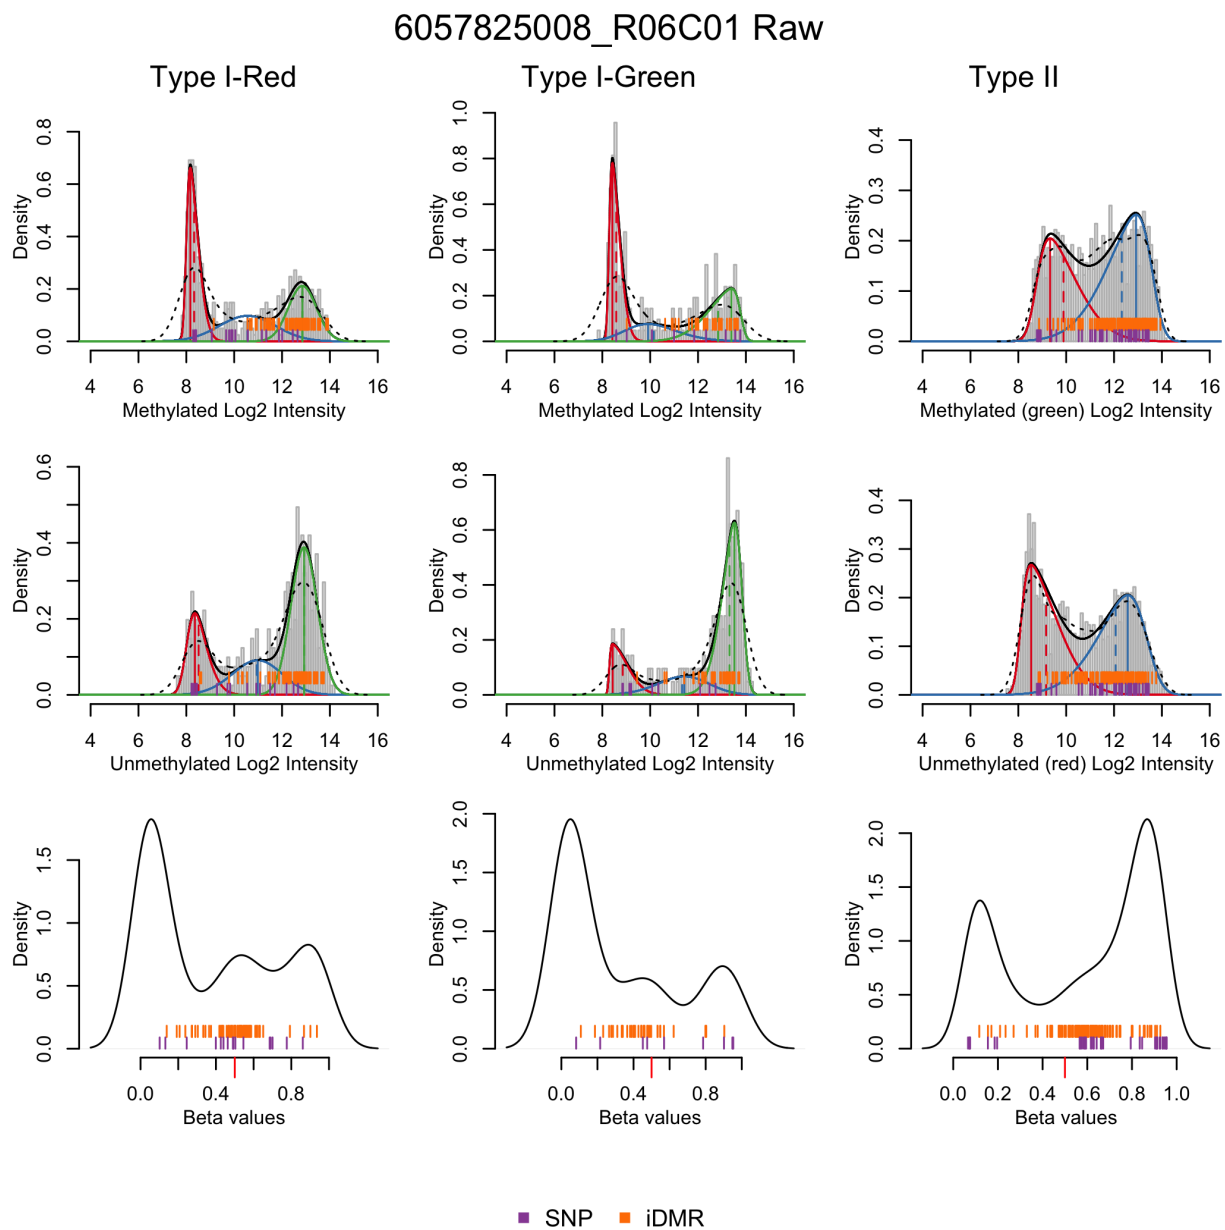 6057825008_R06C01 Raw
Type I-Red
Type I-Green
Type II
Density
0.0 0.2 0.4 0.6 0.8
4 6 8 10 12 14 16
Methylated Log2 Intensity
Density
0.0 0.2 0.4 0.6 0.8 1.0
4 6 8 10 12 14 16
Methylated Log2 Intensity
Density
0.0 0.1 0.2 0.3 0.4
4 6 8 10 12 14 16
Methylated (green) Log2 Intensity
Density
0.0 0.2 0.4 0.6
4 6 8 10 12 14 16
Unmethylated Log2 Intensity
Density
0.0 0.2 0.4 0.6 0.8
4 6 8 10 12 14 16
Unmethylated Log2 Intensity
Density
0.0 0.1 0.2 0.3 0.4
4 6 8 10 12 14 16
Unmethylated (red) Log2 Intensity
Density
0.0 0.5 1.0 1.5
0.0 0.4 0.8
Beta values
Density
0.0 0.5 1.0 1.5 2.0
0.0 0.4 0.8
Beta values
Density
0.0 0.5 1.0 1.5 2.0
0.0 0.2 0.4 0.6 0.8 1.0
Beta values
SNP iDMR